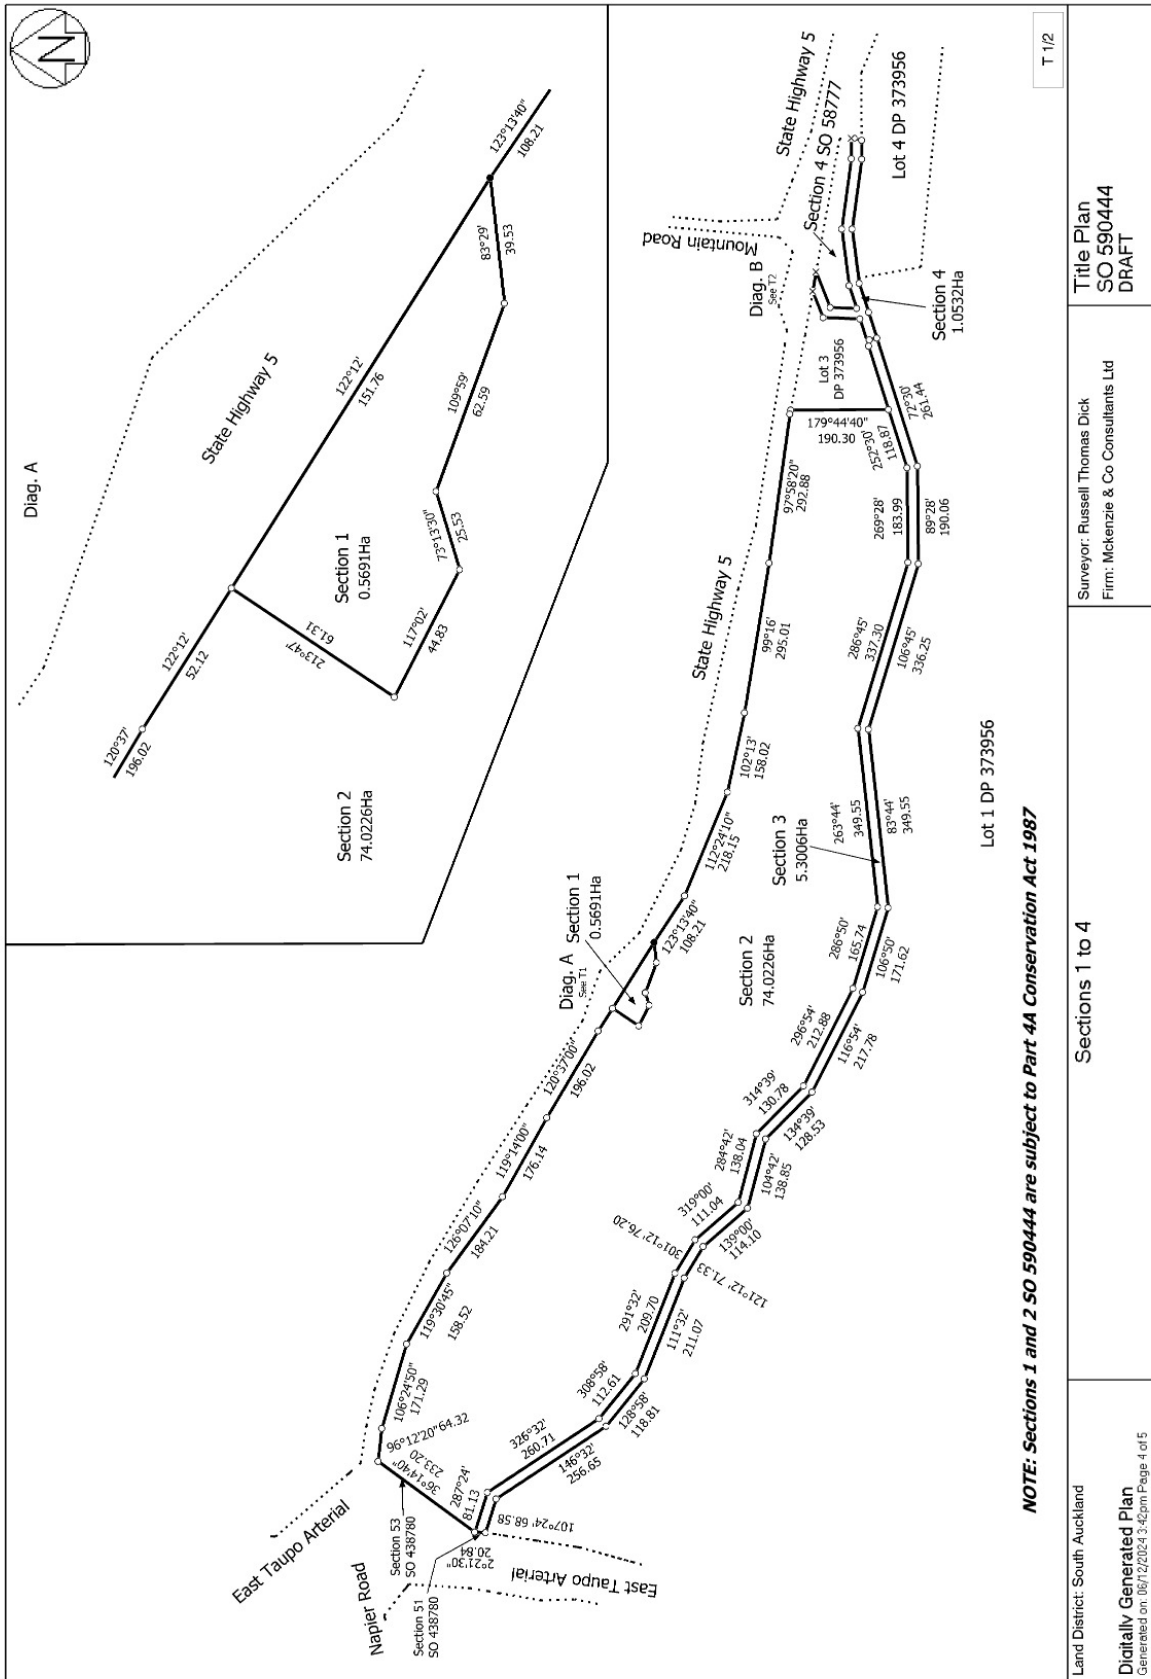 N
Diag. A
State Highway 5
120°37'
196.02
122°12'
52.12
122°12'
151.76
123°13'40"
108.21
83°29'
39.53
109°59'
62.59
73°13'30"
25.53
117°02'
44.83
213°47'
61.31
Section 1
0.5691Ha
Section 2
74.0226Ha
T 1/2
East Taupo Arterial
Napier Road
Section 53
SO 438780
Section 51
SO 438780
East Taupo Arterial
2°21'30"
20.84
36°14'40"
233.20
96°12'20" 64.32
106°24'50"
171.29
119°30'45"
158.52
126°07'10"
184.21
119°14'00"
176.14
120°37'00"
196.02
Diag. A
See T1
Section 1
0.5691Ha
123°13'40"
108.21
112°24'10"
218.15
102°13'
158.02
99°16'
295.01
97°58'20"
292.88
State Highway 5
Diag. B
See T2
Mountain Road
State Highway 5
Section 4 SO 58777
Lot 4 DP 373956
Lot 3
DP 373956
179°44'40"
190.30
Section 4
1.0532Ha
252°30'
118.87
72°30'
261.44
269°28'
183.99
89°28'
190.06
286°45'
337.30
106°45'
336.25
263°44'
349.55
83°44'
349.55
Section 3
5.3006Ha
Section 2
74.0226Ha
286°50'
165.74
106°50'
171.62
296°54'
212.88
116°54'
217.78
314°39'
130.78
134°39'
128.53
284°42'
138.04
104°42'
138.85
319°00'
111.04
139°00'
114.10
301°12' 76.20
121°12' 71.33
291°32'
209.70
111°32'
211.07
308°58'
112.61
128°58'
118.81
326°32'
260.71
146°32'
256.65
287°24'
81.13
107°24' 68.58
Lot 1 DP 373956
NOTE: Sections 1 and 2 SO 590444 are subject to Part 4A Conservation Act 1987
Land District: South Auckland
Digitally Generated Plan
Generated on: 06/12/2024 3:42pm Page 4 of 5
Sections 1 to 4
Surveyor: Russell Thomas Dick
Firm: Mckenzie & Co Consultants Ltd
Title Plan
SO 590444
DRAFT